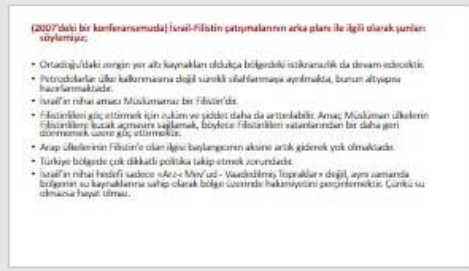 (2007'deki bir konferansımızda) İsrail-Filistin çatışmalarının arka planı ile ilgili olarak şunları
söylemişiz;
• Ortadoğu'daki zengin yer altı kaynakları oldukça bölgedeki istikrarsızlık da devam edecektir.
• Petrodolarlar ülke kalkınmasına değil sürekli silahlanmaya ayrılmakta, bunun altyapısı
hazırlanmaktadır.
• İsrail'in nihai amacı Müslümansız bir Filistin'dir.
• Filistinlileri göç ettirmek için zulüm ve şiddet daha da arttırılabilir. Amaç Müslüman ülkelerin
Filistinlilere kucak açmasını sağlamak, böylece Filistinlileri vatanlarından bir daha geri
dönmemek üzere göç ettirmektir.
• Arap ülkelerinin Filistin'e olan ilgisi başlangıcının aksine artık giderek yok olmaktadır.
• Türkiye bölgede çok dikkatli politika takip etmek zorundadır.
• İsrail'in nihai hedefi sadece «Arz-ı Mev'ud - Vaadedilmiş Topraklar» değil, aynı zamanda
bölgenin su kaynaklarına sahip olarak bölge üzerinde hakimiyetini perçinlemektir. Çünkü su
olmazsa hayat olmaz.